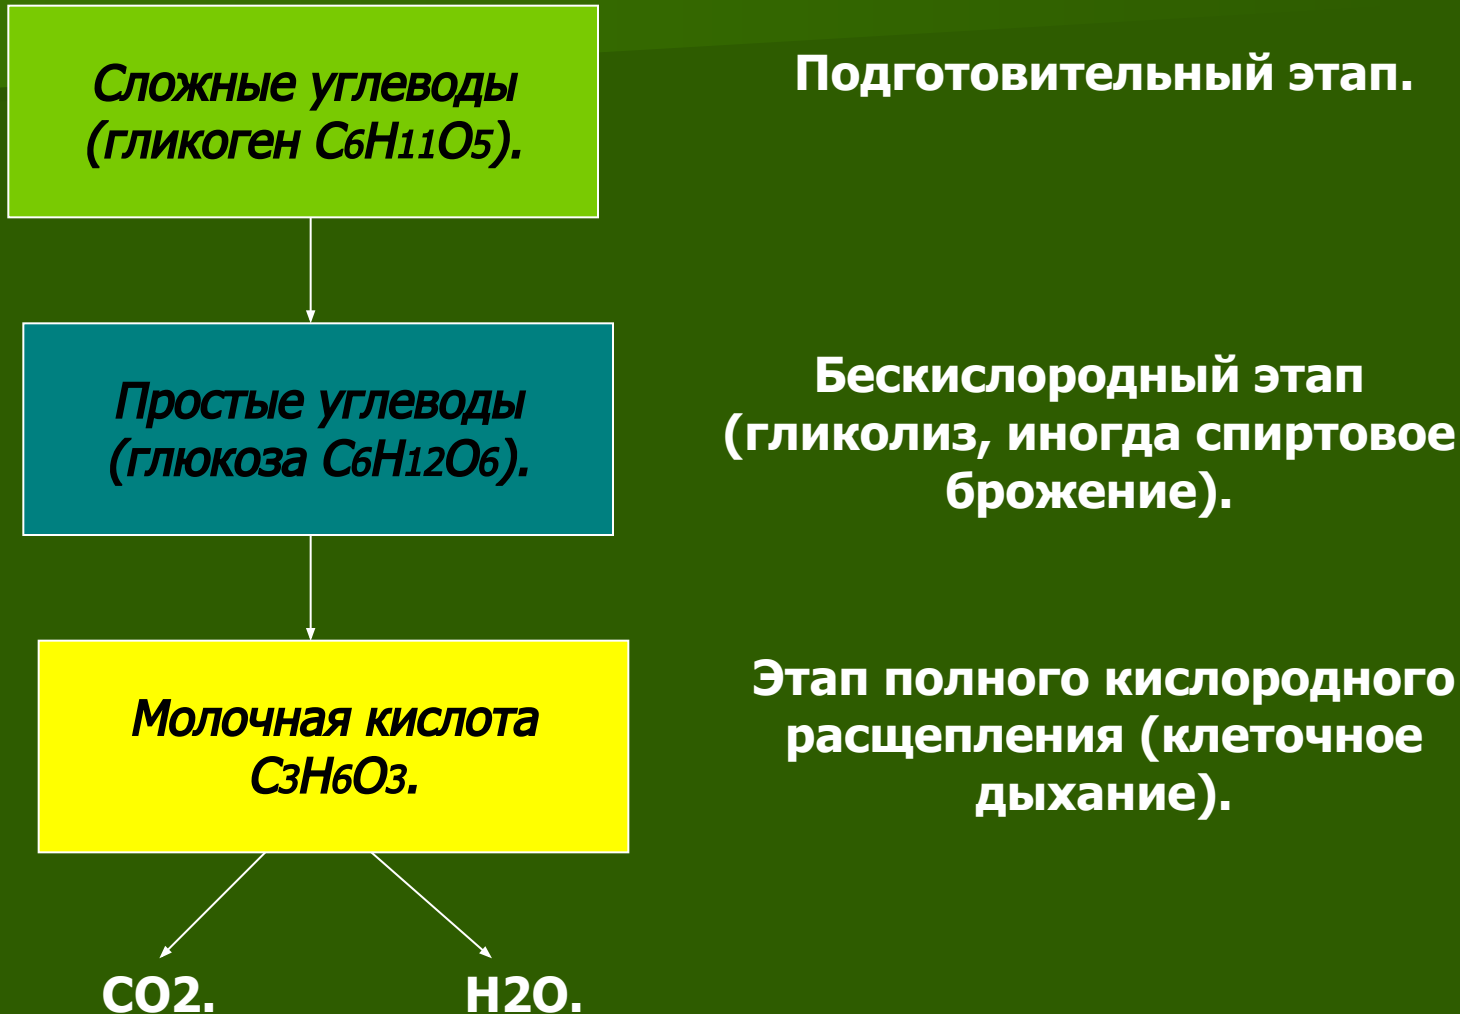 Сложные углеводы
(гликоген C6H11O5).
Подготовительный этап.
Простые углеводы
(глюкоза C6H12O6).
Бескислородный этап
(гликолиз, иногда спиртовое
брожение).
Молочная кислота
C3H6O3.
Этап полного кислородного
расщепления (клеточное
дыхание).
CO2.
H2O.